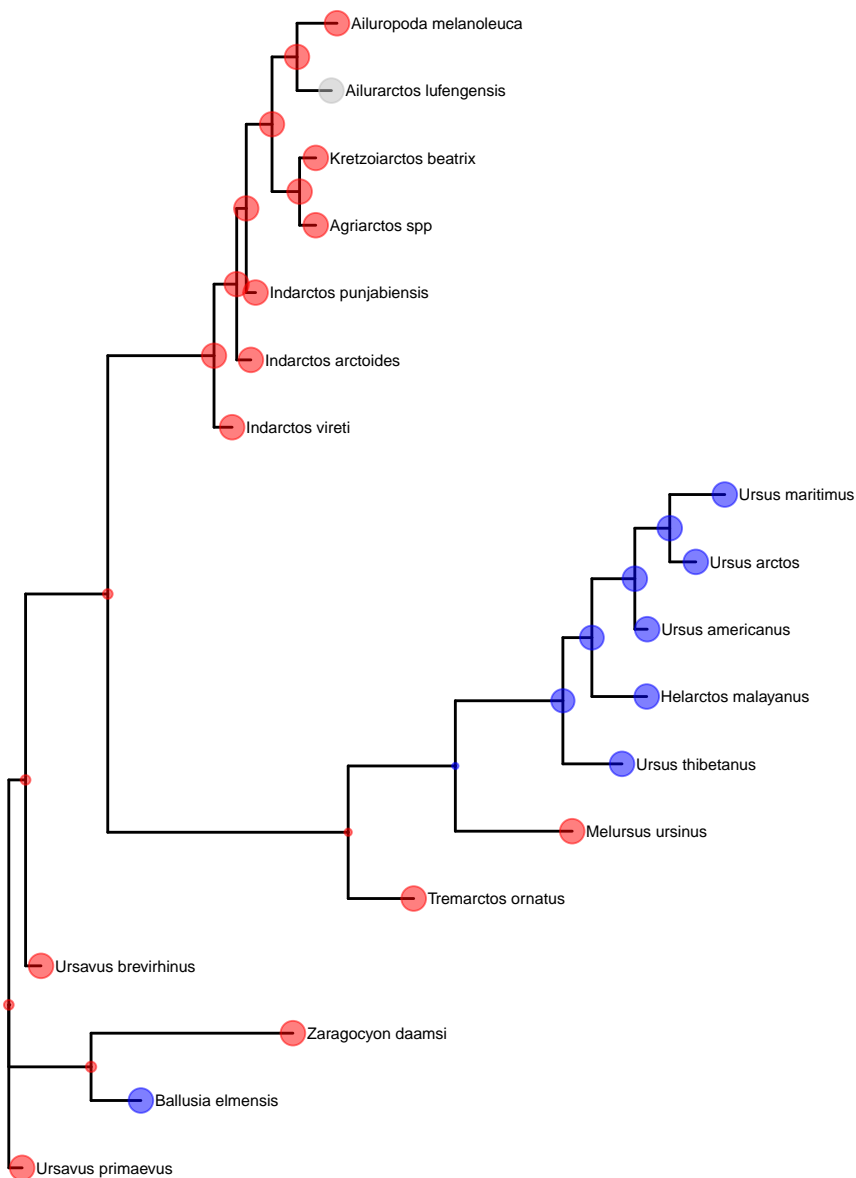 Ailuropoda melanoleuca
Ailurarctos lufengensis
Kretzoiarctos beatrix
Agriarctos spp
Indarctos punjabiensis
Indarctos arctoides
Indarctos vireti
Ursus maritimus
Ursus arctos
Ursus americanus
Helarctos malayanus
Ursus thibetanus
Melursus ursinus
Tremarctos ornatus
Ursavus brevirhinus
Zaragocyon daamsi
Ballusia elmensis
Ursavus primaevus